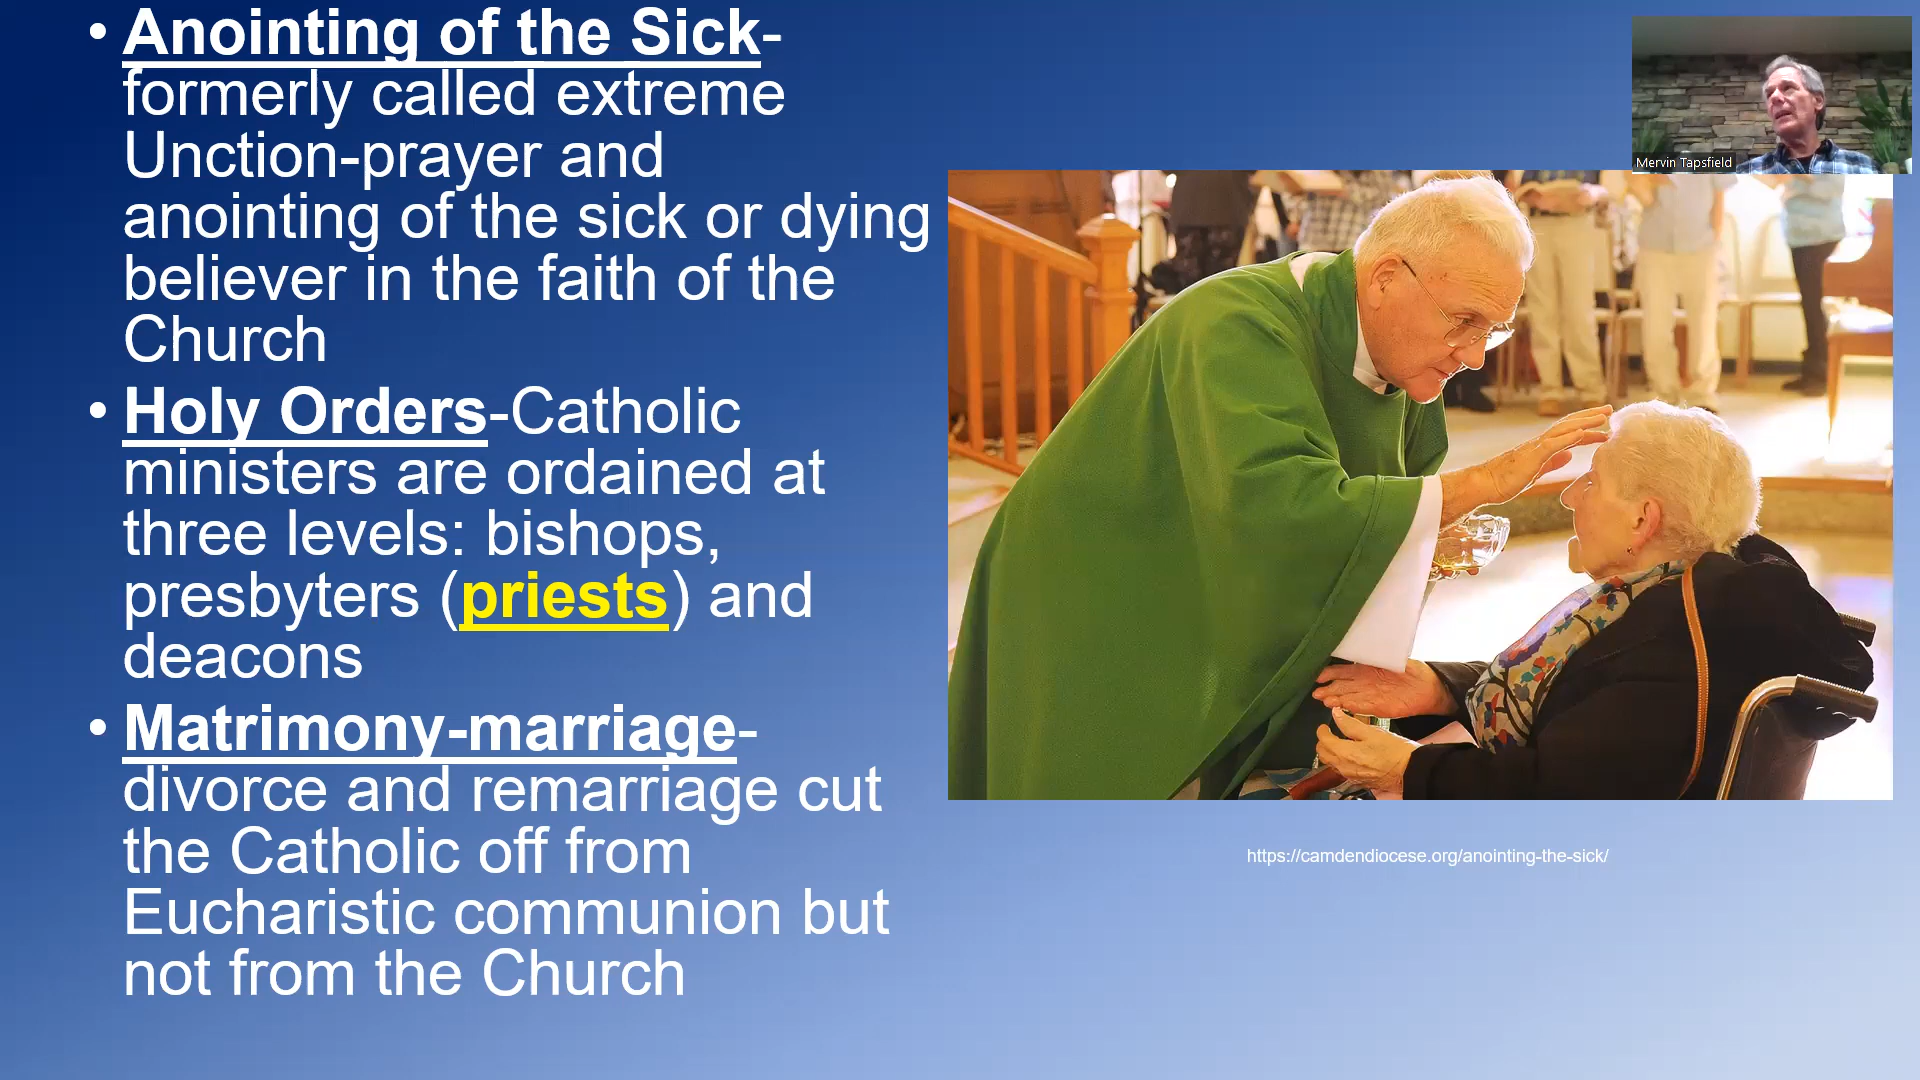 • Anointing of the Sick-
formerly called extreme
Unction-prayer and
anointing of the sick or dying
believer in the faith of the
Church
• Holy Orders-Catholic
ministers are ordained at
three levels: bishops,
presbyters (priests) and
deacons
• Matrimony-marriage-
divorce and remarriage cut
the Catholic off from
Eucharistic communion but
not from the Church
Mervin Tapsfield
https://camdendiocese.org/anointing-the-sick/